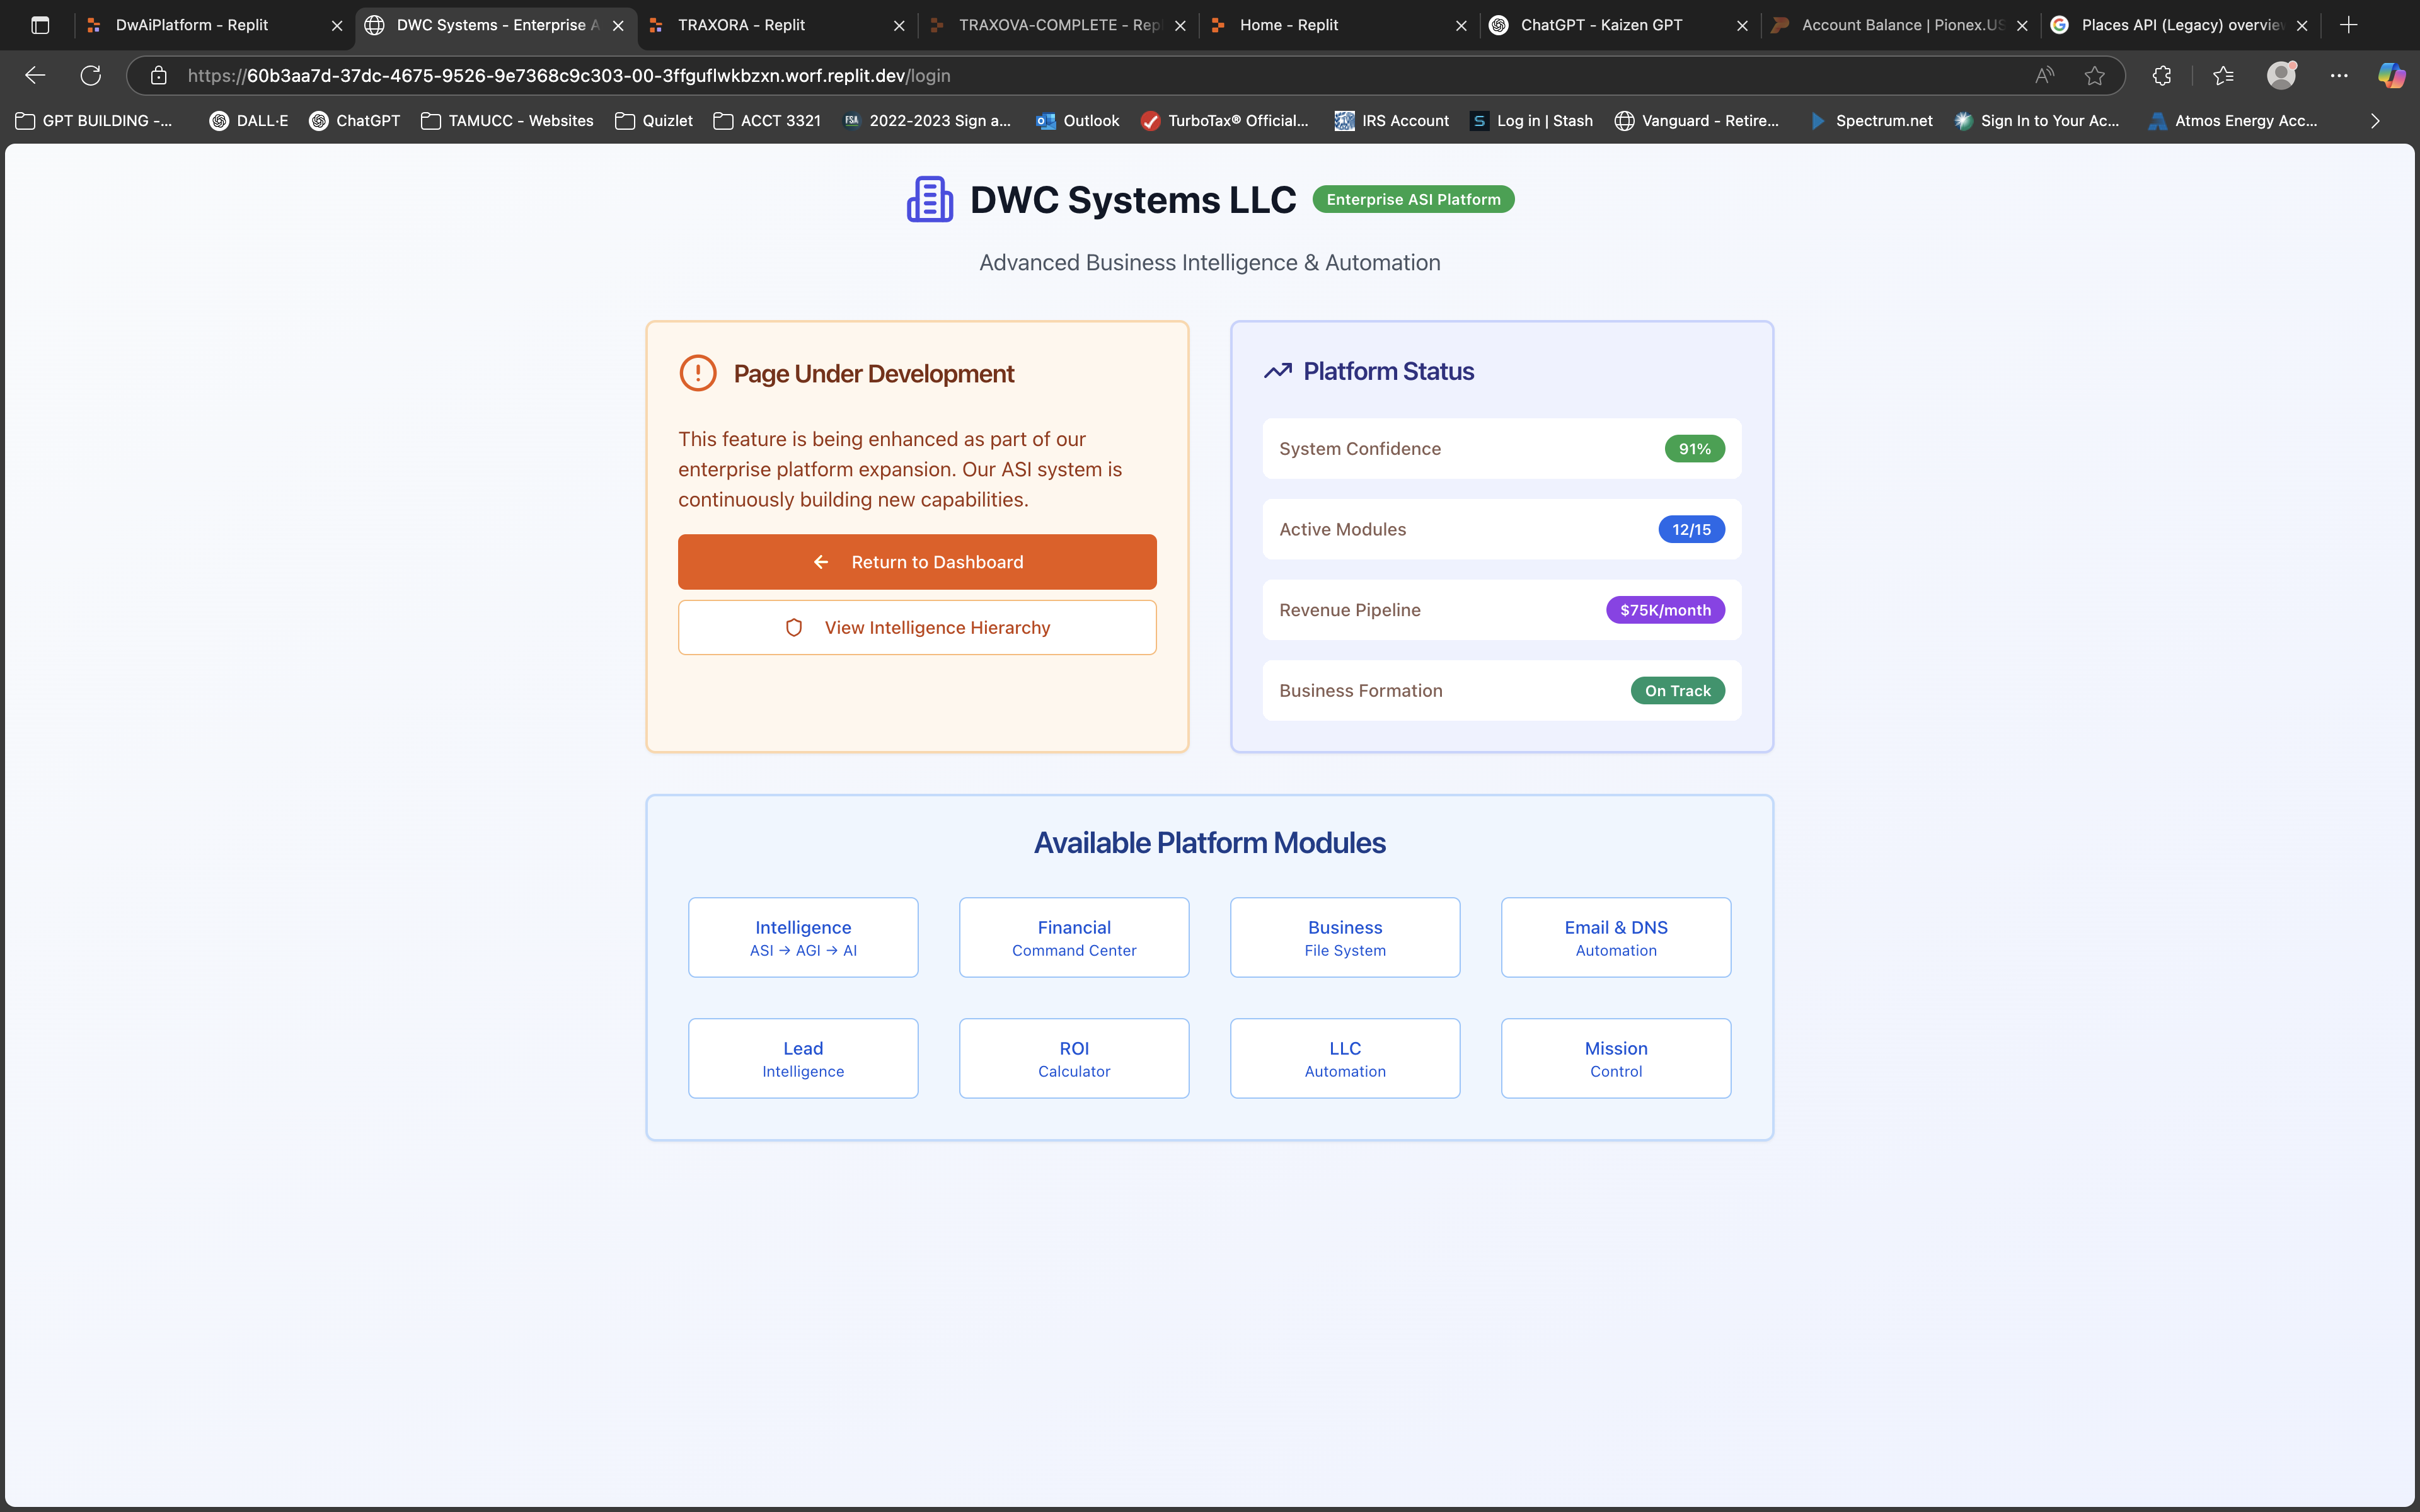 DwAiPlatform - Replit
DWC Systems - Enterprise A
TRAXORA - Replit
TRAXOVA-COMPLETE - Rep
Home - Replit
ChatGPT - Kaizen GPT
Account Balance | Pionex.US
Places API (Legacy) overvie
https://60b3aa7d-37dc-4675-9526-9e7368c9c303-00-3ffguflwkbzxn.worf.replit.dev/login
GPT BUILDING -...
DALL·E
ChatGPT
TAMUCC - Websites
Quizlet
ACCT 3321
FSA
2022-2023 Sign a...
Outlook
TurboTax® Official...
IRS Account
S
Log in | Stash
Vanguard - Retire...
Spectrum.net
Sign In to Your Ac...
Atmos Energy Acc...
DWC Systems LLC
Enterprise ASI Platform
Advanced Business Intelligence & Automation
Page Under Development
This feature is being enhanced as part of our
enterprise platform expansion. Our ASI system is
continuously building new capabilities.
← Return to Dashboard
View Intelligence Hierarchy
Platform Status
System Confidence
91%
Active Modules
12/15
Revenue Pipeline
$75K/month
Business Formation
On Track
Available Platform Modules
Intelligence
ASI → AGI → AI
Financial
Command Center
Business
File System
Email & DNS
Automation
Lead
Intelligence
ROI
Calculator
LLC
Automation
Mission
Control